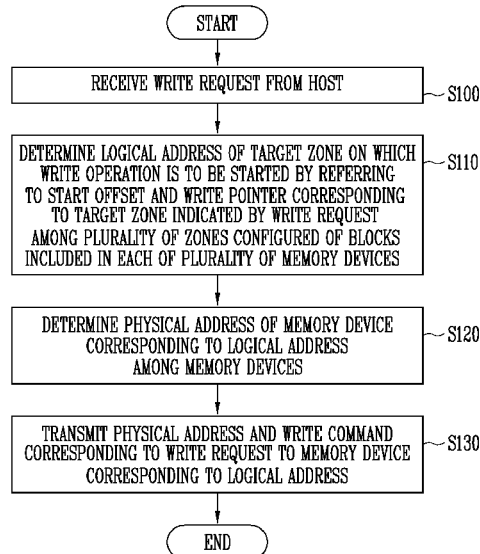 START
RECEIVE WRITE REQUEST FROM HOST
S100
DETERMINE LOGICAL ADDRESS OF TARGET ZONE ON WHICH
WRITE OPERATION IS TO BE STARTED BY REFERRING
TO START OFFSET AND WRITE POINTER CORRESPONDING
TO TARGET ZONE INDICATED BY WRITE REQUEST
AMONG PLURALITY OF ZONES CONFIGURED OF BLOCKS
INCLUDED IN EACH OF PLURALITY OF MEMORY DEVICES
S110
DETERMINE PHYSICAL ADDRESS OF MEMORY DEVICE
CORRESPONDING TO LOGICAL ADDRESS
AMONG MEMORY DEVICES
S120
TRANSMIT PHYSICAL ADDRESS AND WRITE COMMAND
CORRESPONDING TO WRITE REQUEST TO MEMORY DEVICE
CORRESPONDING TO LOGICAL ADDRESS
S130
END